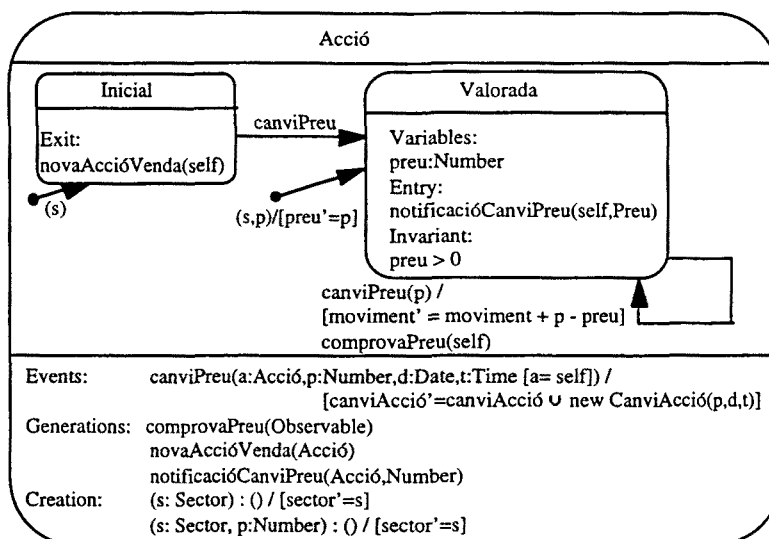 Acció
Inicial
Exit:
novaAccióVenda(self)
(s)
canviPreu
Valorada
Variables:
preu:Number
Entry:
notificacióCanviPreu(self,Preu)
Invariant:
preu > 0
(s,p)/[preu'=p]
canviPreu(p) /
[moviment' = moviment + p - preu]
comprovaPreu(self)
Events: canviPreu(a:Acció,p:Number,d:Date,t:Time [a= self]) /
[canviAcció'=canviAcció ∪ new CanviAcció(p,d,t)]
Generations: comprovaPreu(Observable)
novaAccióVenda(Acció)
notificacióCanviPreu(Acció,Number)
Creation: (s: Sector) : () / [sector'=s]
(s: Sector, p:Number) : () / [sector'=s]